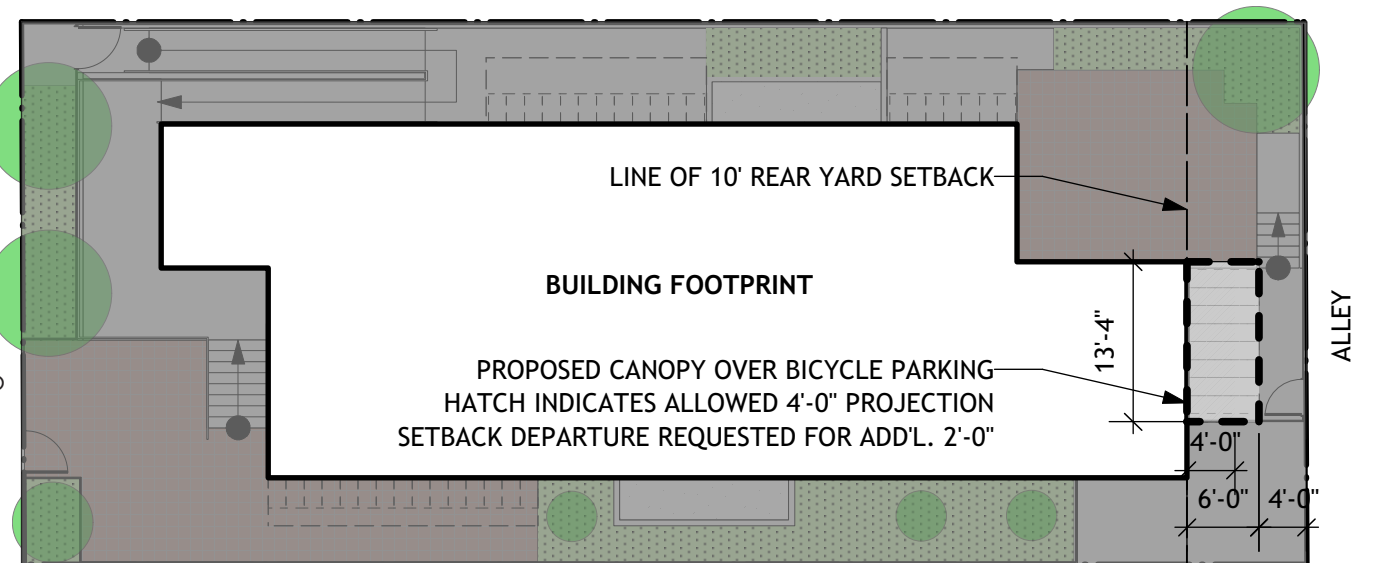 LINE OF 10' REAR YARD SETBACK
BUILDING FOOTPRINT
PROPOSED CANOPY OVER BICYCLE PARKING
HATCH INDICATES ALLOWED 4'-0" PROJECTION
SETBACK DEPARTURE REQUESTED FOR ADD'L. 2'-0"
13'-4"
4'-0"
6'-0"
4'-0"
ALLEY